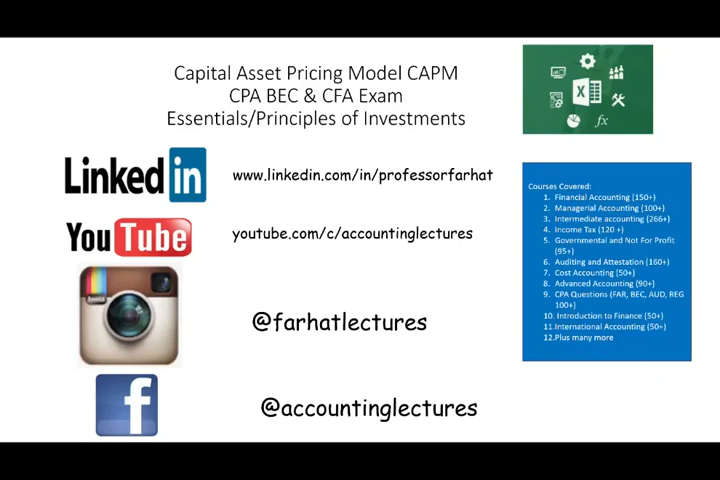 Capital Asset Pricing Model CAPM
CPA BEC & CFA Exam
Essentials/Principles of Investments
Linked in
www.linkedin.com/in/professorfarhat
YouTube
youtube.com/c/accountinglectures
@farhatlectures
f
@accountinglectures
X
fx
Courses Covered:
1. Financial Accounting (150+)
2. Managerial Accounting (100+)
3. Intermediate accounting (266+)
4. Income Tax (120 +)
5. Governmental and Not For Profit
(95+)
6. Auditing and Attestation (160+)
7. Cost Accounting (50+)
8. Advanced Accounting (90+)
9. CPA Questions (FAR, BEC, AUD, REG
100+)
10. Introduction to Finance (50+)
11.International Accounting (50+)
12.Plus many more